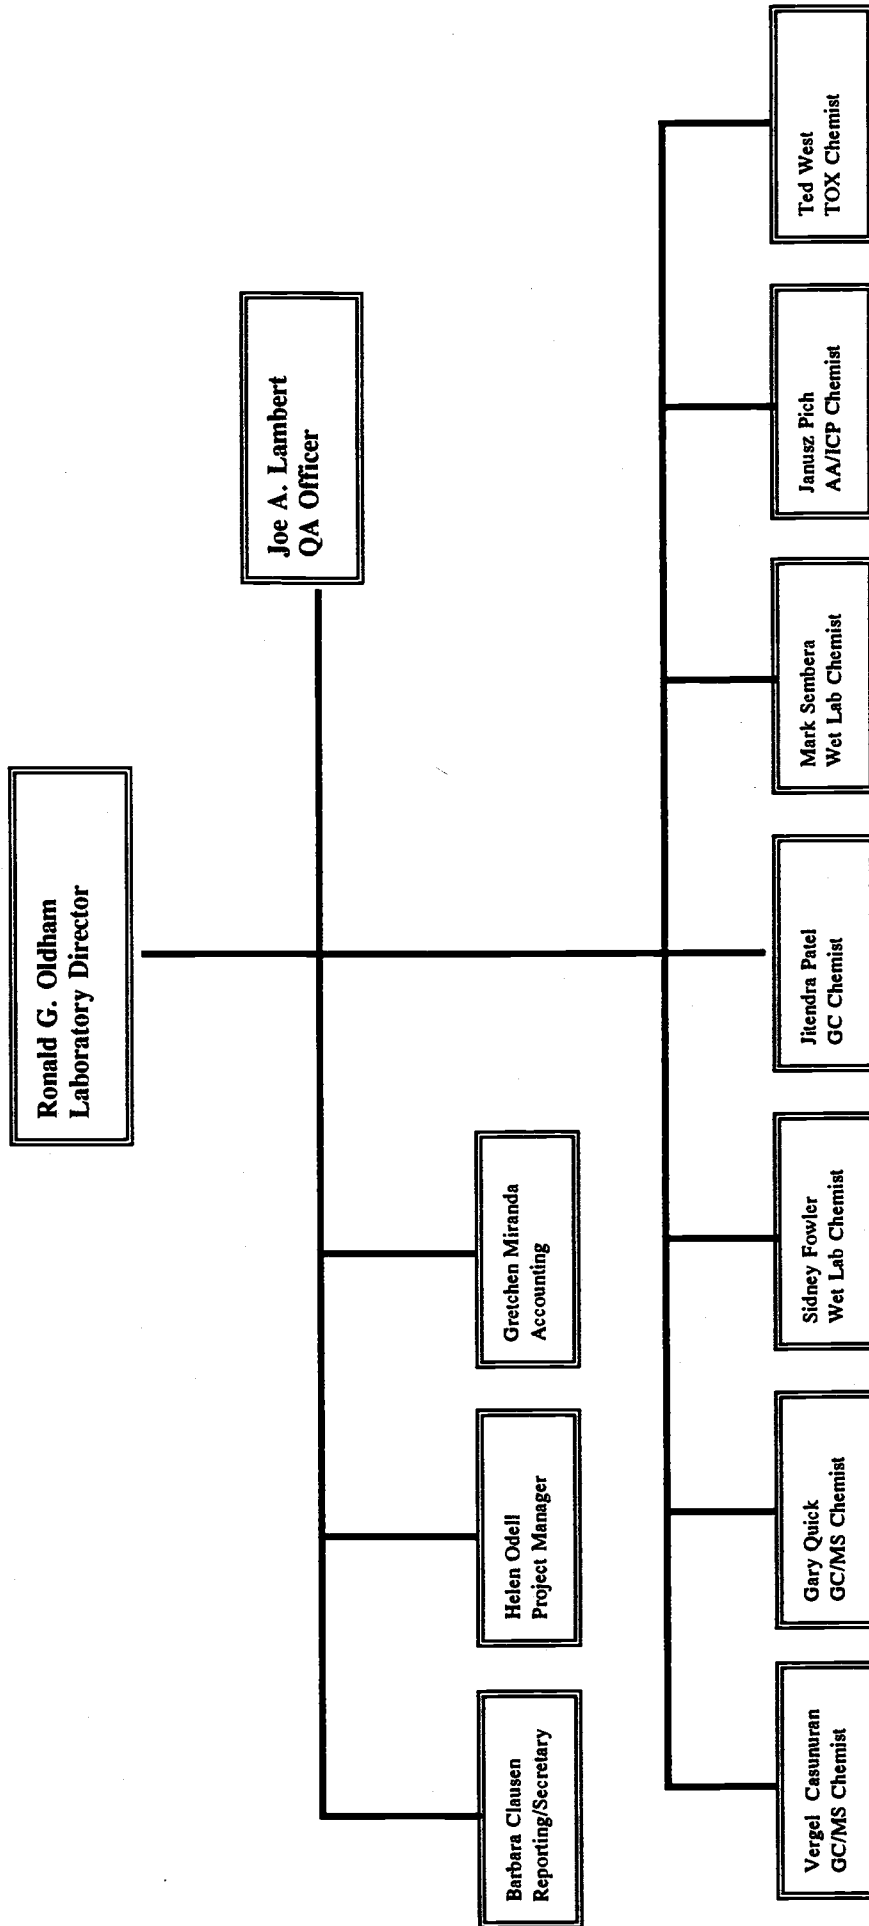 Ronald G. Oldham
Laboratory Director
Joe A. Lambert
QA Officer
Barbara Clausen
Reporting/Secretary
Helen Odell
Project Manager
Gretchen Miranda
Accounting
Vergel Casunuran
GC/MS Chemist
Gary Quick
GC/MS Chemist
Sidney Fowler
Wet Lab Chemist
Jitendra Patel
GC Chemist
Mark Sembera
Wet Lab Chemist
Janusz Pich
AA/ICP Chemist
Ted West
TOX Chemist